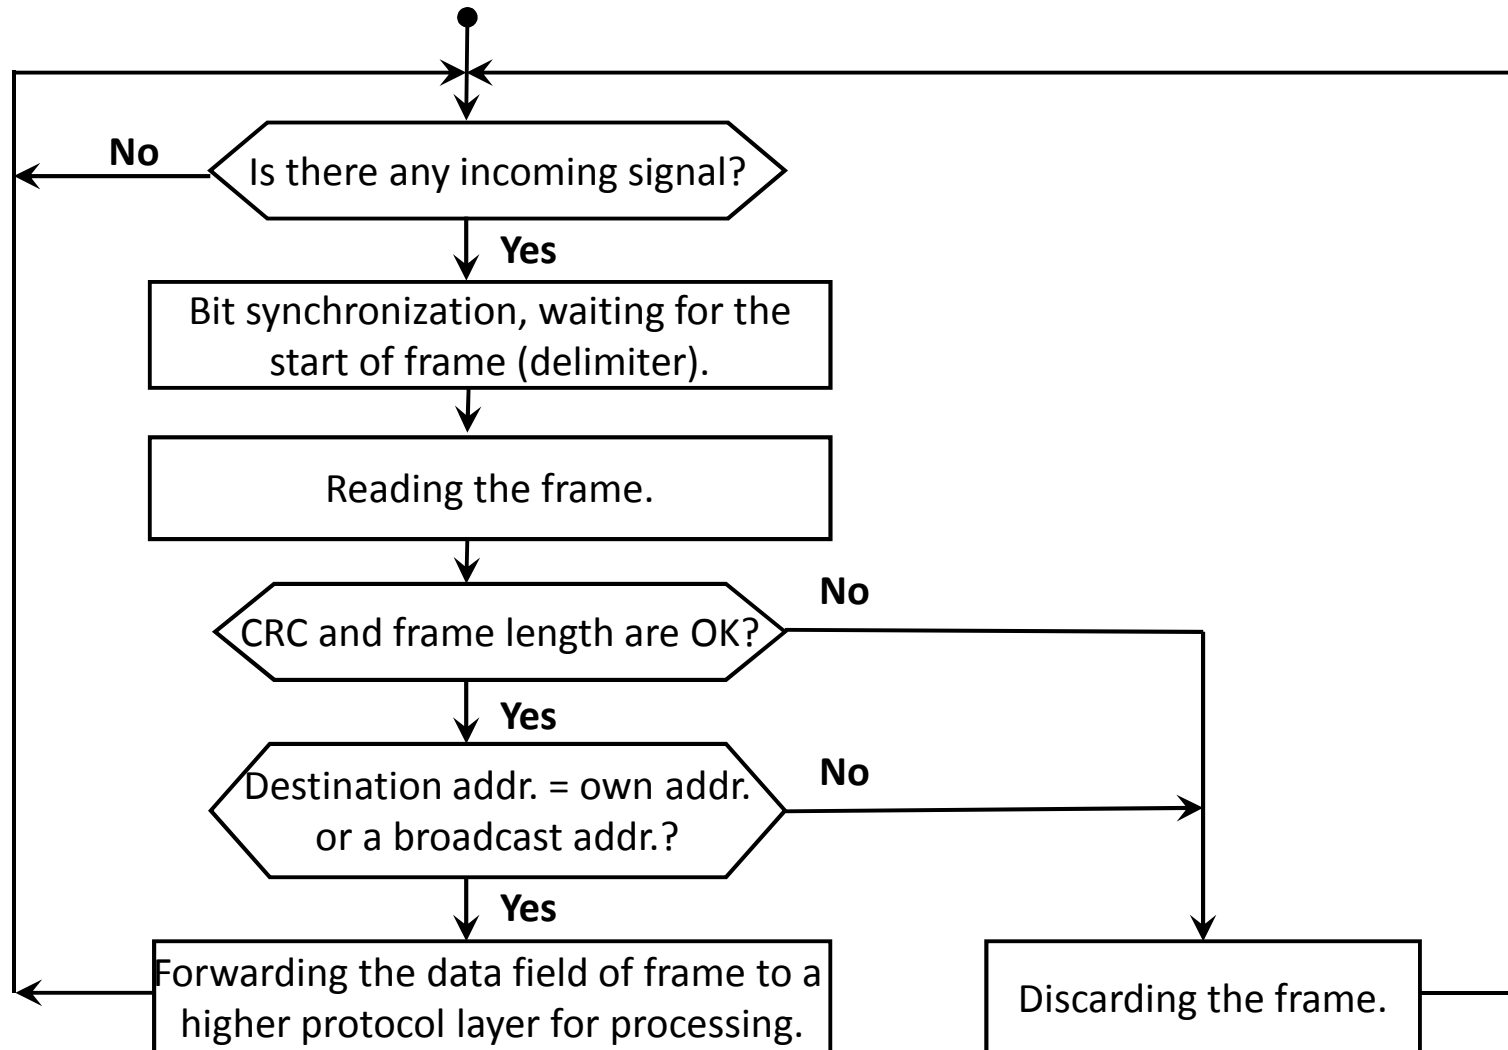 No
Is there any incoming signal?
Yes
Bit synchronization, waiting for the
start of frame (delimiter).
Reading the frame.
No
CRC and frame length are OK?
Yes
No
Destination addr. = own addr.
or a broadcast addr.?
Yes
Forwarding the data field of frame to a
higher protocol layer for processing.
Discarding the frame.